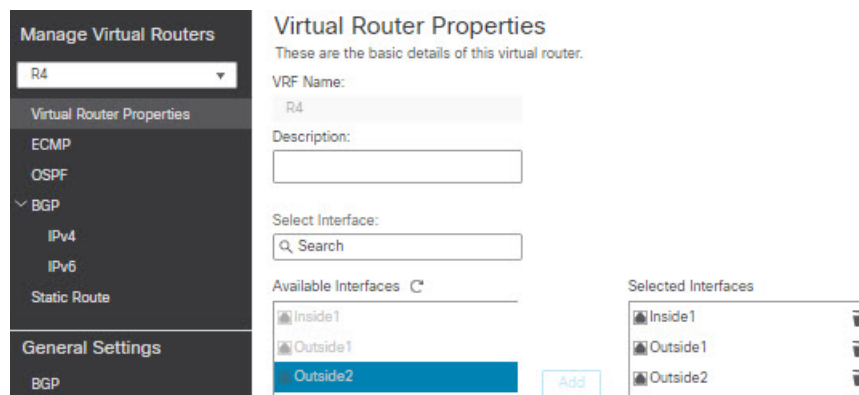 Manage Virtual Routers
R4
Virtual Router Properties
ECMP
OSPF
BGP
IPv4
IPv6
Static Route
General Settings
BGP
Virtual Router Properties
These are the basic details of this virtual router.
VRF Name:
R4
Description:
Select Interface:
Search
Available Interfaces
Inside1
Outside1
Outside2
Add
Selected Interfaces
Inside1
Outside1
Outside2